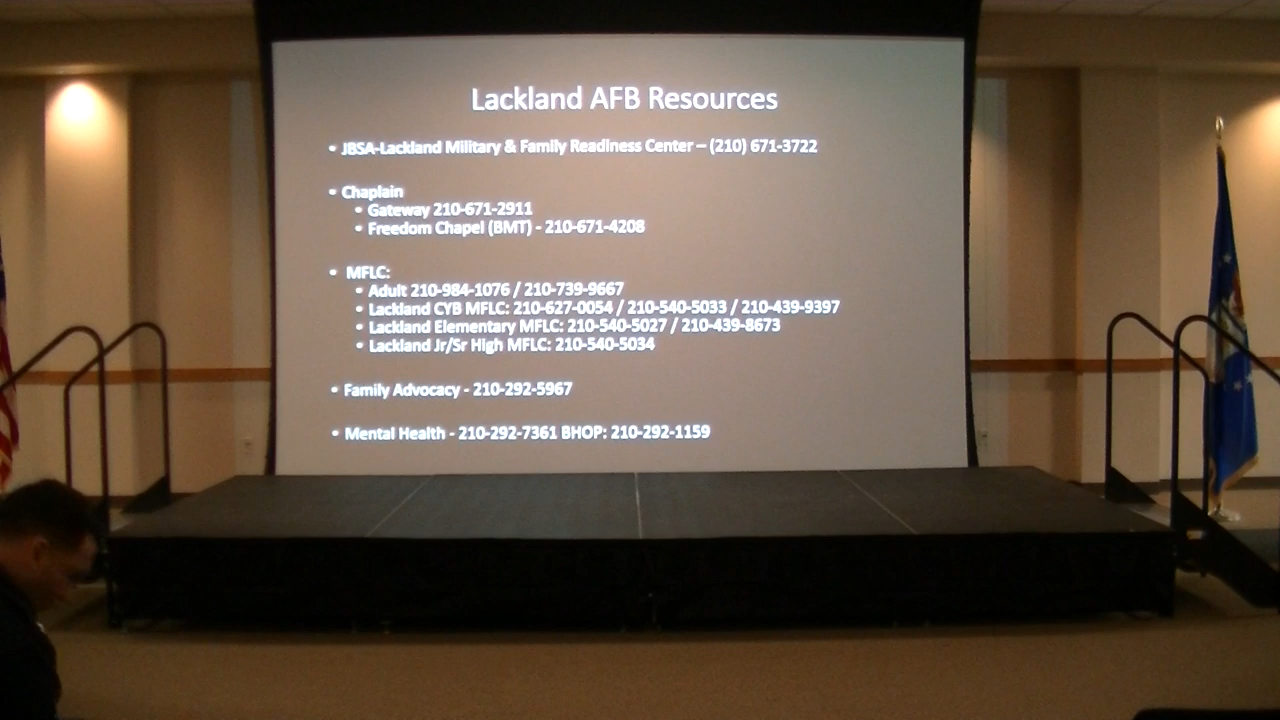 Lackland AFB Resources
• JBSA-Lackland Military & Family Readiness Center – (210) 671-3722
• Chaplain
• Gateway 210-671-2911
• Freedom Chapel (BMT) - 210-671-4208
• MFLC:
• Adult 210-984-1076 / 210-739-9667
• Lackland CYB MFLC: 210-627-0054 / 210-540-5033 / 210-439-9397
• Lackland Elementary MFLC: 210-540-5027 / 210-439-8673
• Lackland Jr/Sr High MFLC: 210-540-5034
• Family Advocacy - 210-292-5967
• Mental Health - 210-292-7361 BHOP: 210-292-1159